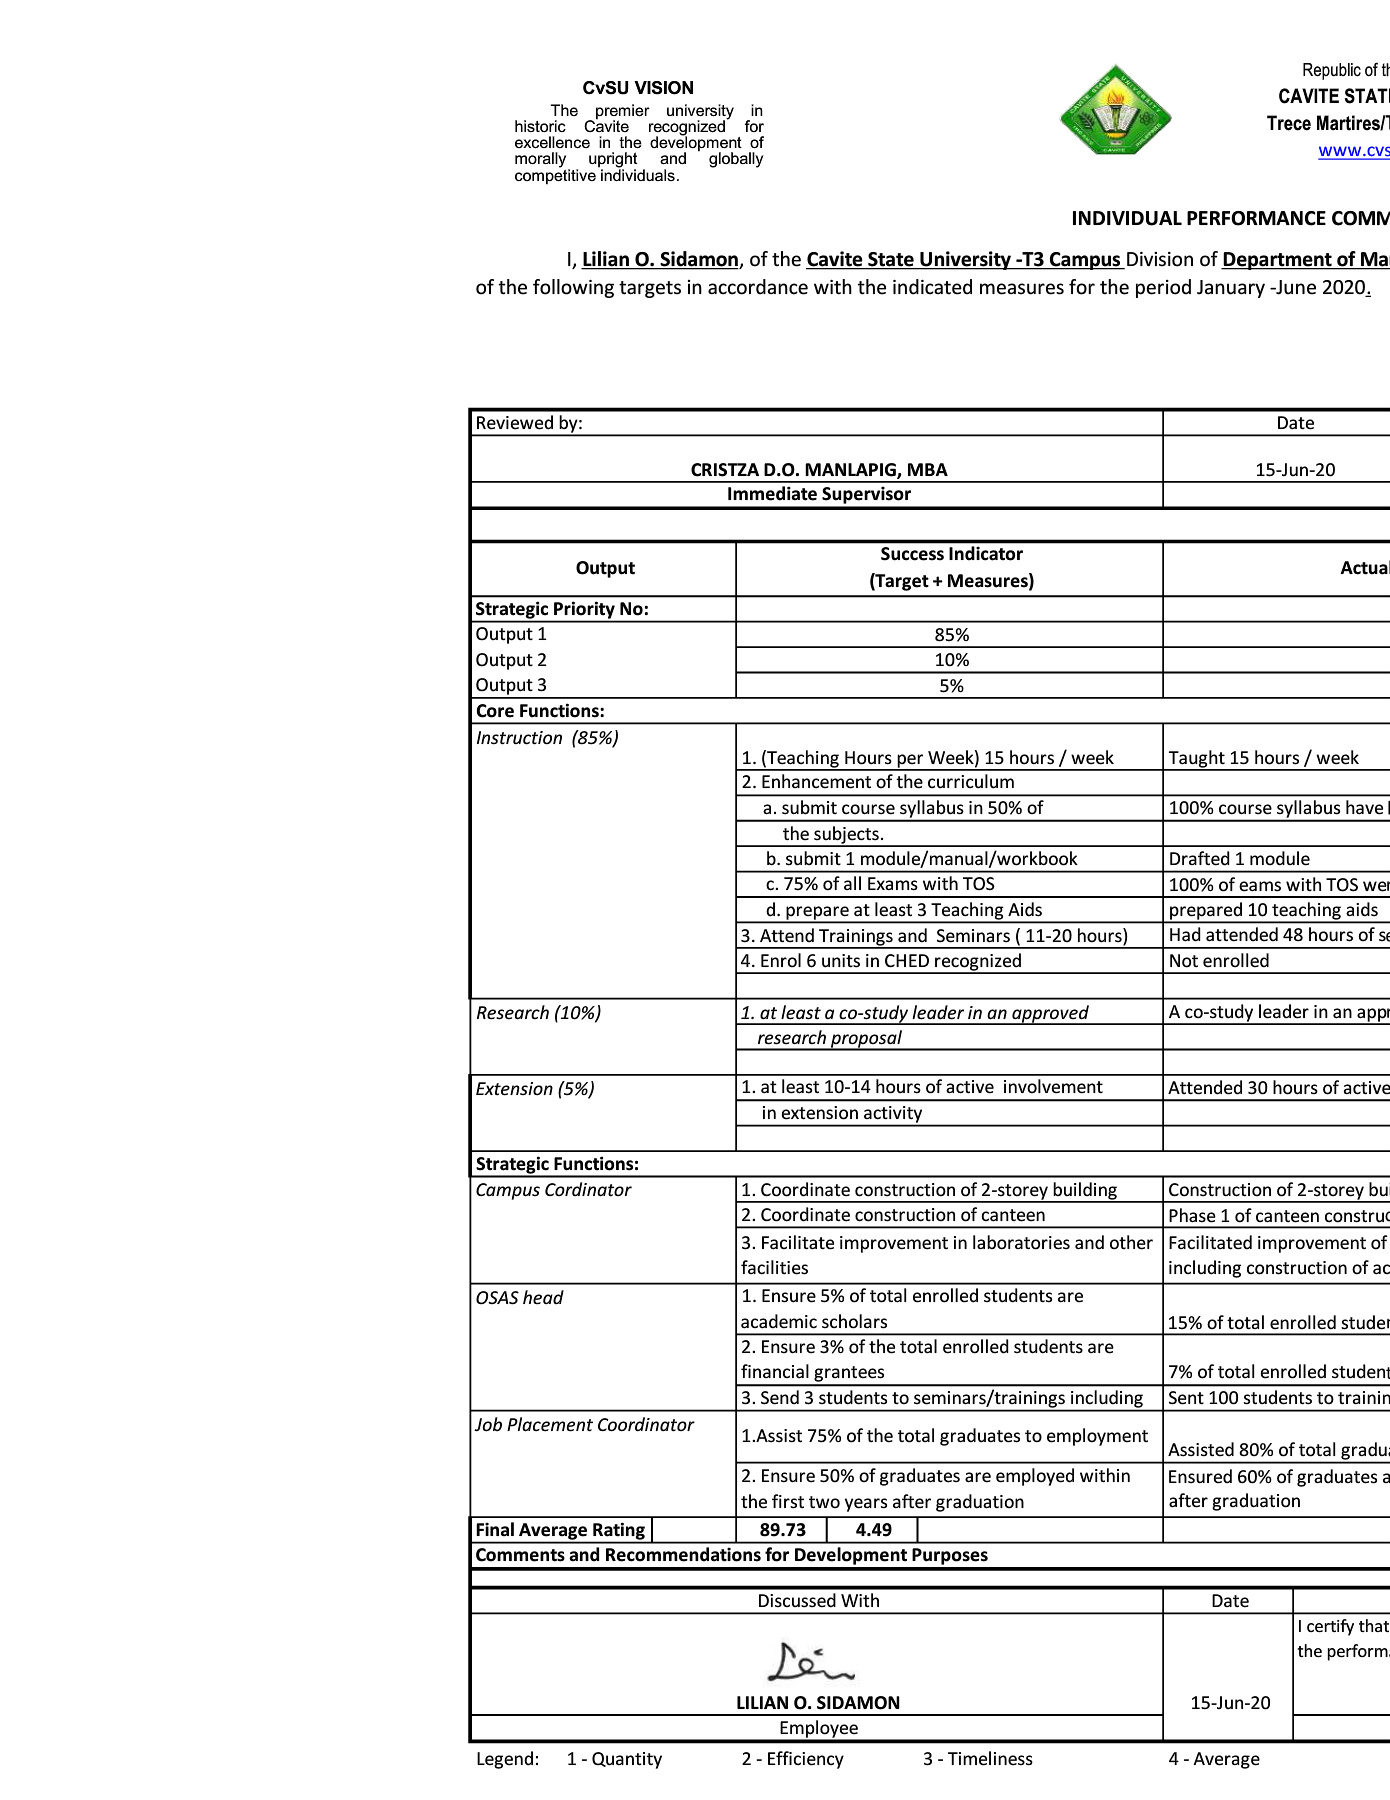 CvSU VISION
The premier university in
historic Cavite recognized for
excellence in the development of
morally upright and globally
competitive individuals.
CAVITE STATE UNIVERSITY
Republic of th
CAVITE STAT
Trece Martires/T
www.cvs
INDIVIDUAL PERFORMANCE COMM
I, Lilian O. Sidamon, of the Cavite State University -T3 Campus Division of Department of Ma
of the following targets in accordance with the indicated measures for the period January -June 2020.
Reviewed by: Date
CRISTZA D.O. MANLAPIG, MBA 15-Jun-20
Immediate Supervisor
Output Success Indicator Actual
(Target + Measures)
Strategic Priority No:
Output 1 85%
Output 2 10%
Output 3 5%
Core Functions:
Instruction (85%)
1. (Teaching Hours per Week) 15 hours / week Taught 15 hours / week
2. Enhancement of the curriculum
a. submit course syllabus in 50% of 100% course syllabus have
the subjects.
b. submit 1 module/manual/workbook Drafted 1 module
c. 75% of all Exams with TOS 100% of eams with TOS wer
d. prepare at least 3 Teaching Aids prepared 10 teaching aids
3. Attend Trainings and Seminars ( 11-20 hours) Had attended 48 hours of se
4. Enrol 6 units in CHED recognized Not enrolled
Research (10%) 1. at least a co-study leader in an approved A co-study leader in an appr
research proposal
Extension (5%) 1. at least 10-14 hours of active involvement Attended 30 hours of active
in extension activity
Strategic Functions:
Campus Cordinator 1. Coordinate construction of 2-storey building Construction of 2-storey bui
2. Coordinate construction of canteen Phase 1 of canteen construc
3. Facilitate improvement in laboratories and other Facilitated improvement of
facilities including construction of ac
OSAS head 1. Ensure 5% of total enrolled students are
academic scholars 15% of total enrolled studen
2. Ensure 3% of the total enrolled students are
financial grantees 7% of total enrolled student
3. Send 3 students to seminars/trainings including Sent 100 students to trainin
Job Placement Coordinator
1.Assist 75% of the total graduates to employment Assisted 80% of total gradua
2. Ensure 50% of graduates are employed within Ensured 60% of graduates a
the first two years after graduation after graduation
Final Average Rating 89.73 4.49
Comments and Recommendations for Development Purposes
Discussed With Date
I certify that
the performa
LILIAN O. SIDAMON 15-Jun-20
Employee
Legend: 1 - Quantity 2 - Efficiency 3 - Timeliness 4 - Average